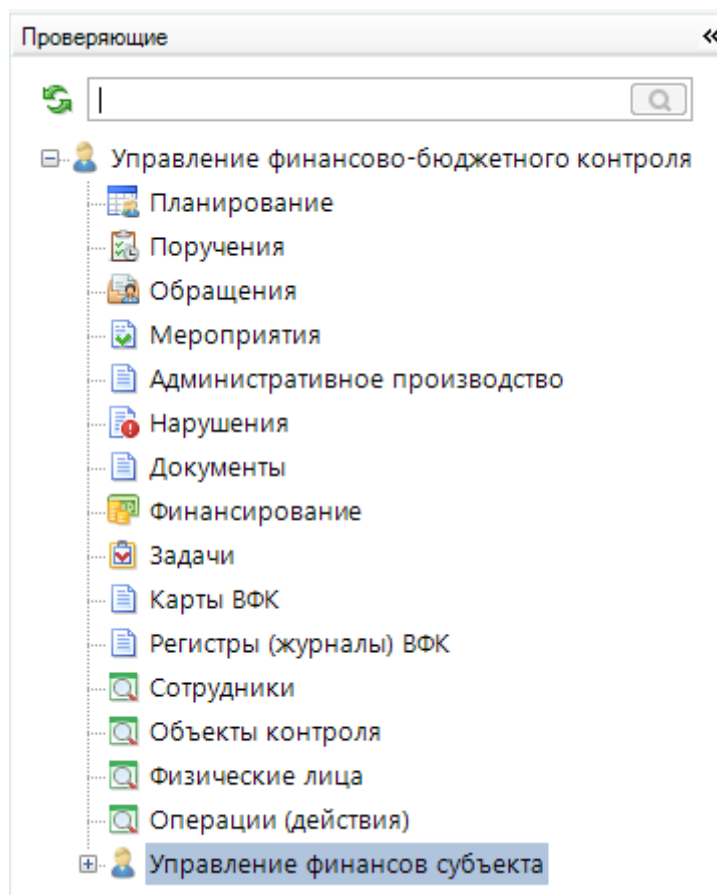 Проверяющие
Управление финансово-бюджетного контроля
Планирование
Поручения
Обращения
Мероприятия
Административное производство
Нарушения
Документы
Финансирование
Задачи
Карты ВФК
Регистры (журналы) ВФК
Сотрудники
Объекты контроля
Физические лица
Операции (действия)
Управление финансов субъекта